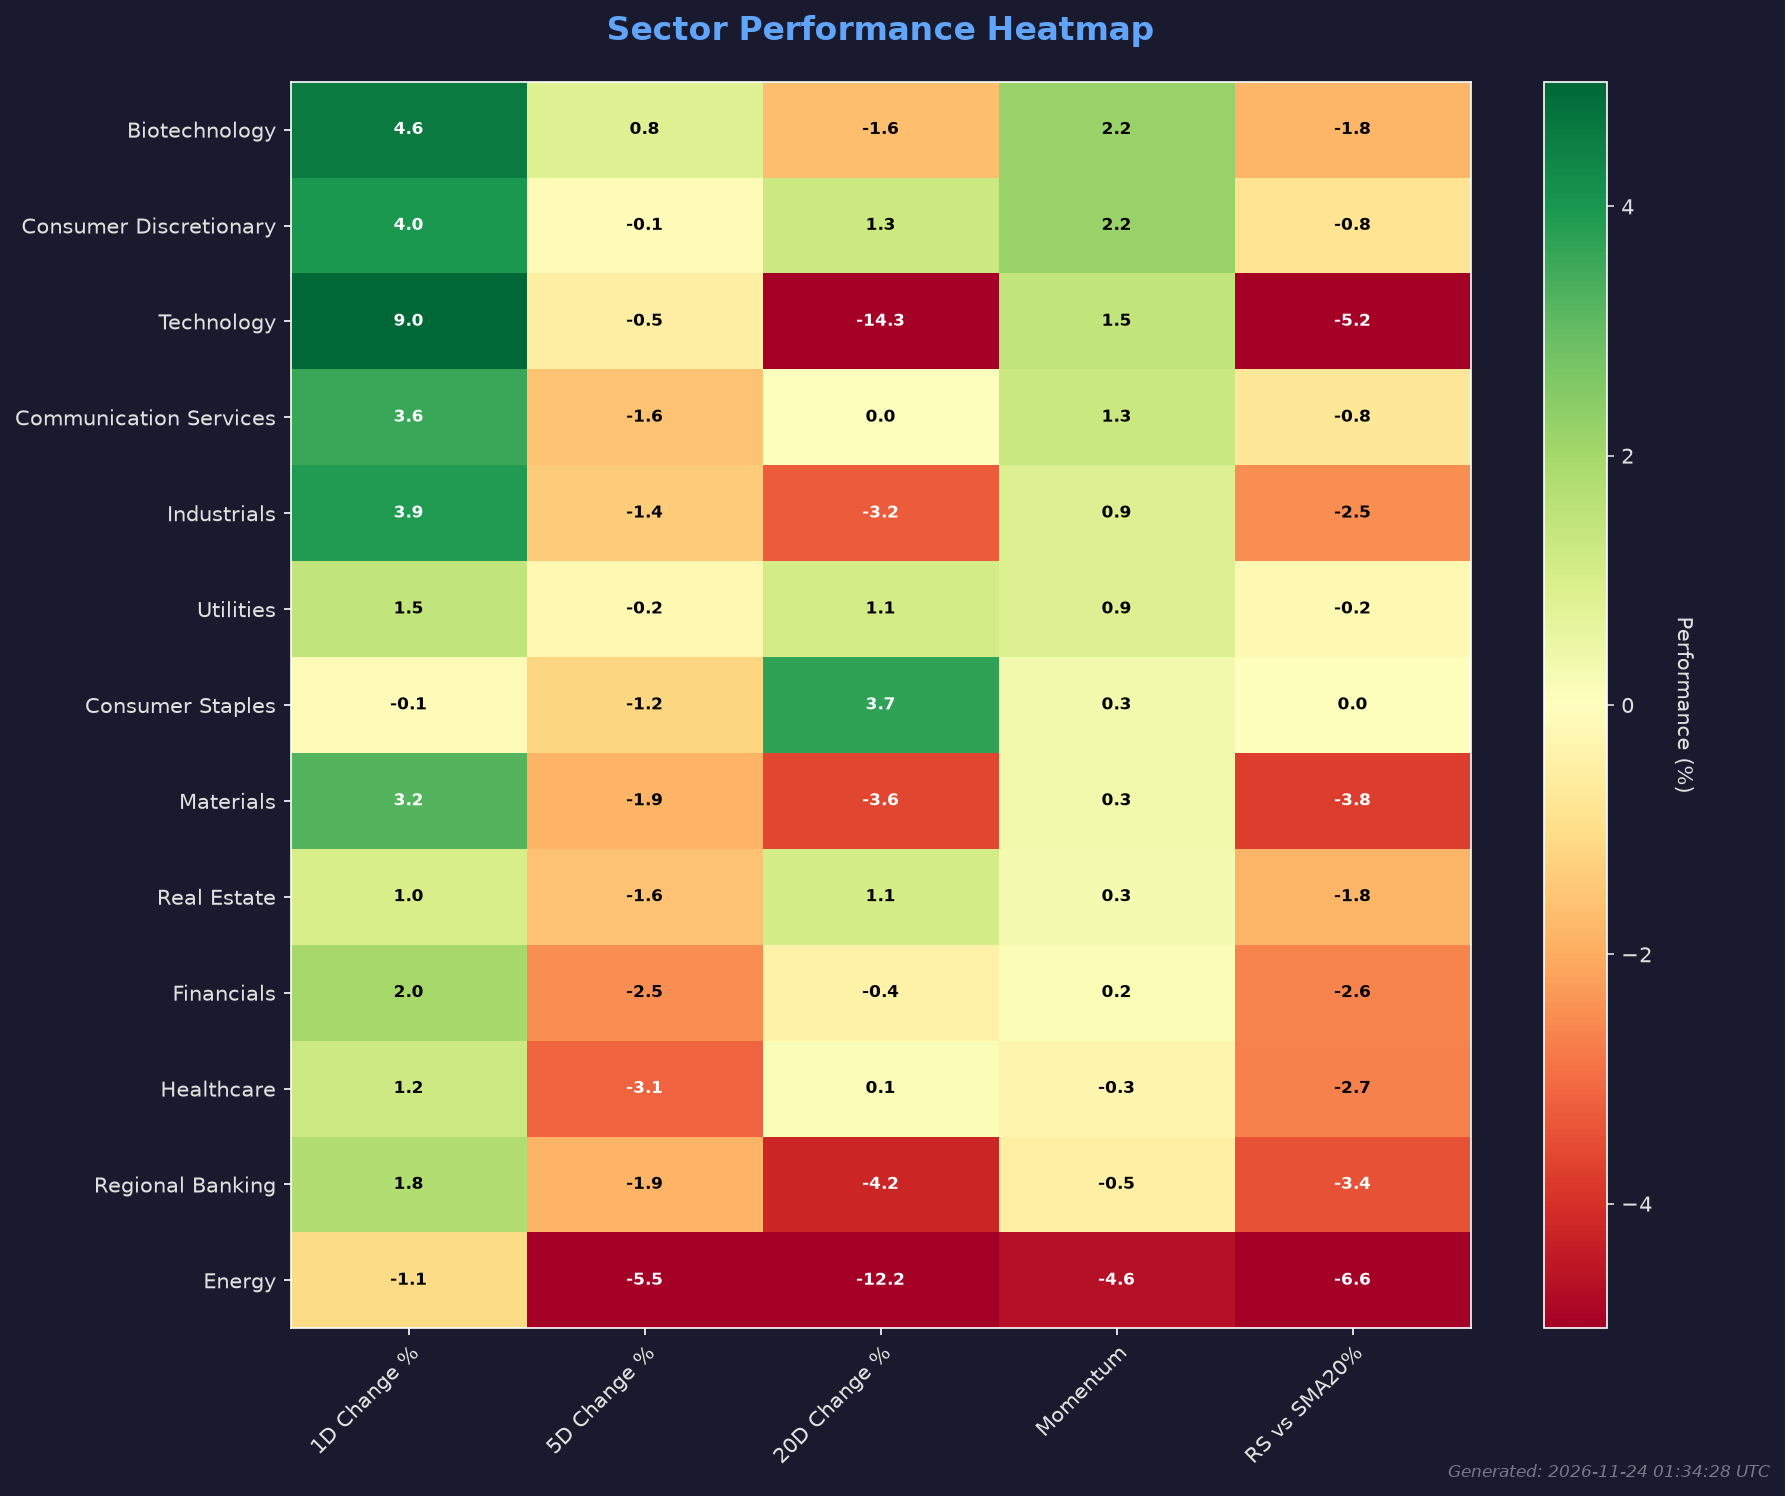 Sector Performance Heatmap
Biotechnology 4.6 0.8 -1.6 2.2 -1.8
Consumer Discretionary 4.0 -0.1 1.3 2.2 -0.8
Technology 9.0 -0.5 -14.3 1.5 -5.2
Communication Services 3.6 -1.6 0.0 1.3 -0.8
Industrials 3.9 -1.4 -3.2 0.9 -2.5
Utilities 1.5 -0.2 1.1 0.9 -0.2
Consumer Staples -0.1 -1.2 3.7 0.3 0.0
Materials 3.2 -1.9 -3.6 0.3 -3.8
Real Estate 1.0 -1.6 1.1 0.3 -1.8
Financials 2.0 -2.5 -0.4 0.2 -2.6
Healthcare 1.2 -3.1 0.1 -0.3 -2.7
Regional Banking 1.8 -1.9 -4.2 -0.5 -3.4
Energy -1.1 -5.5 -12.2 -4.6 -6.6
1D Change % 5D Change % 20D Change % Momentum RS vs SMA20%
4
2
0
−2
−4
Performance (%)
Generated: 2026-11-24 01:34:28 UTC